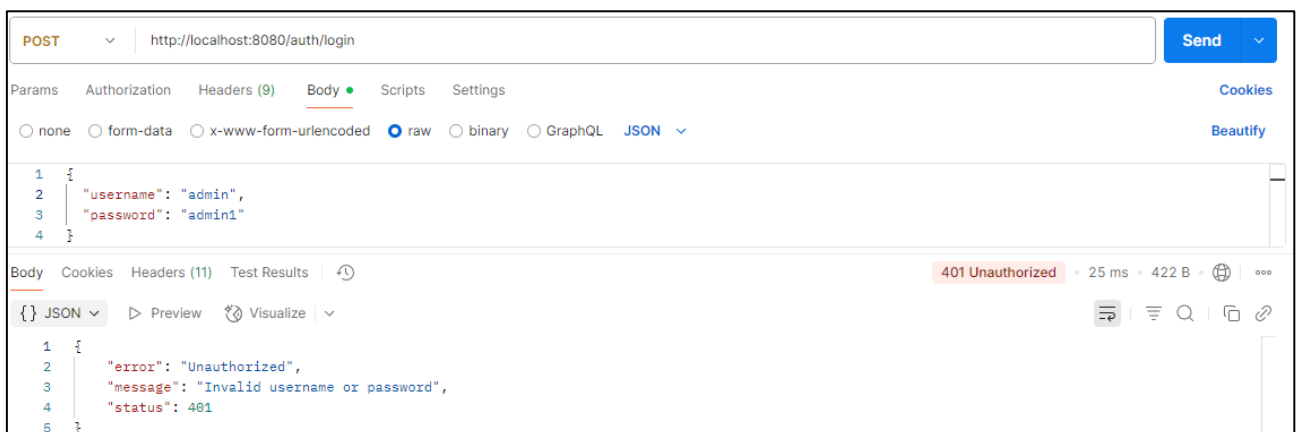 POST http://localhost:8080/auth/login Send
Params Authorization Headers (9) Body Scripts Settings Cookies
none form-data x-www-form-urlencoded raw binary GraphQL JSON Beautify
1 {
2 "username": "admin",
3 "password": "admin1"
4 }
Body Cookies Headers (11) Test Results 401 Unauthorized • 25 ms • 422 B •
{} JSON Preview Visualize
1 {
2 "error": "Unauthorized",
3 "message": "Invalid username or password",
4 "status": 401
5 }